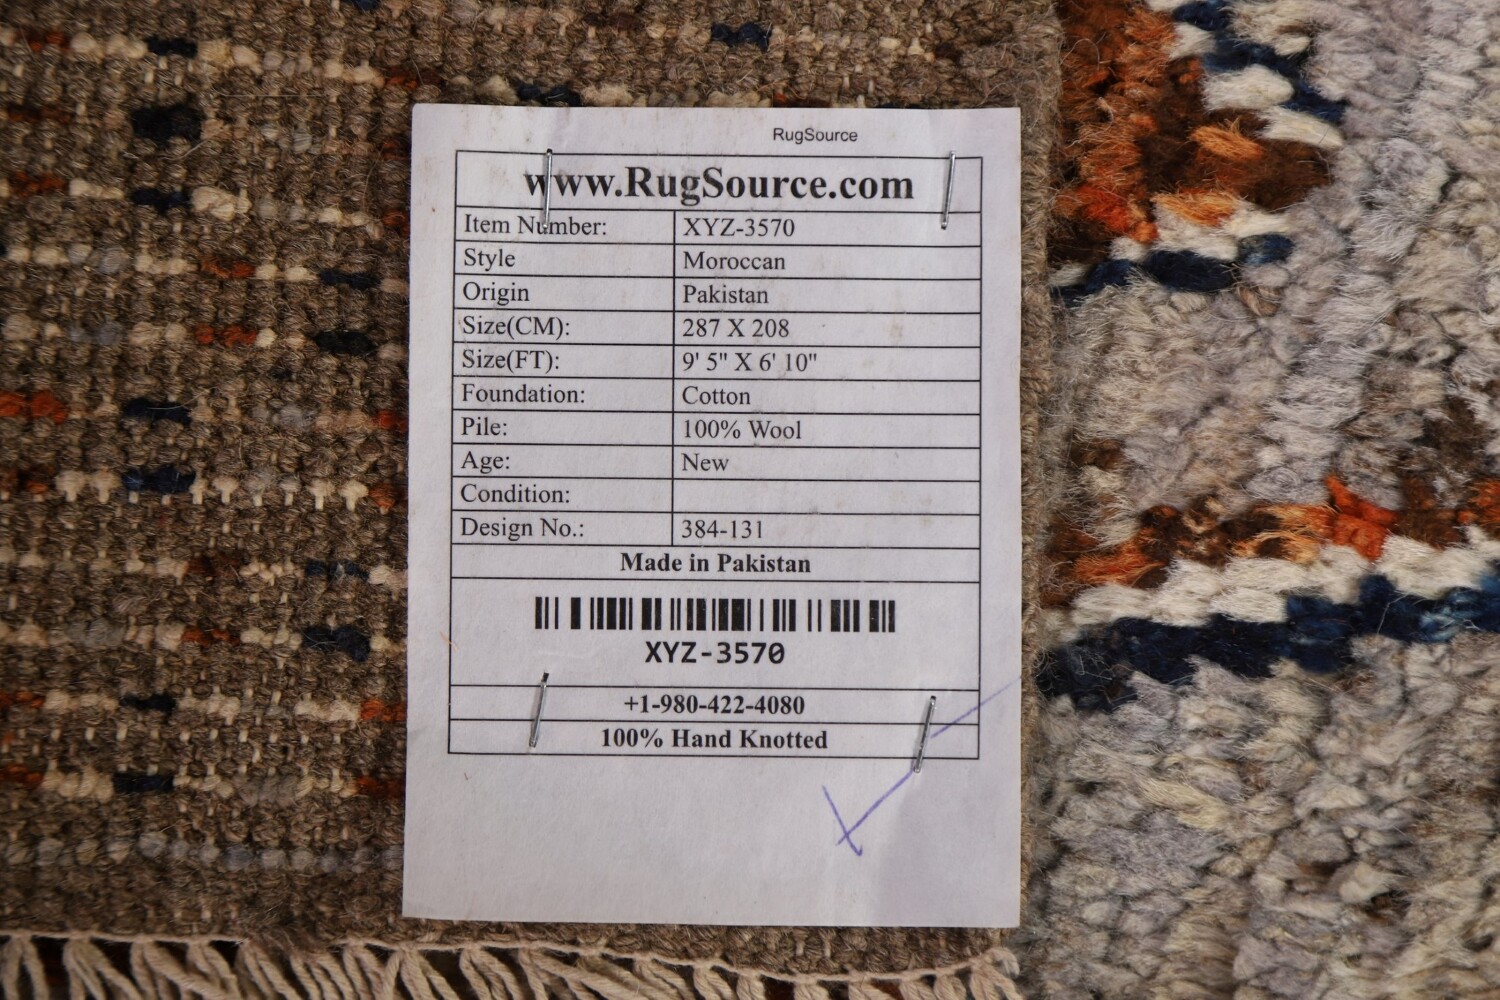 RugSource
www.RugSource.com
Item Number: XYZ-3570
Style Moroccan
Origin Pakistan
Size(CM): 287 X 208
Size(FT): 9' 5" X 6' 10"
Foundation: Cotton
Pile: 100% Wool
Age: New
Condition:
Design No.: 384-131
Made in Pakistan
XYZ-3570
+1-980-422-4080
100% Hand Knotted